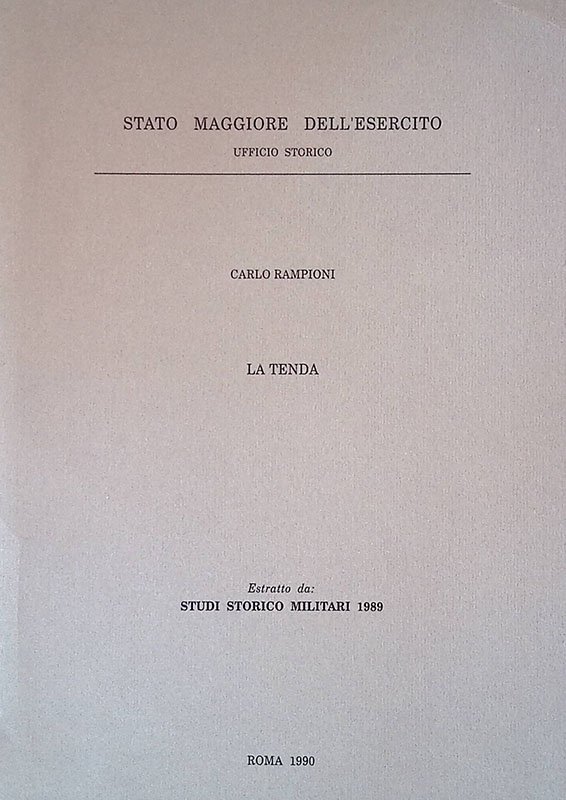 STATO MAGGIORE DELL'ESERCITO
UFFICIO STORICO
CARLO RAMPIONI
LA TENDA
Estratto da:
STUDI STORICO MILITARI 1989
ROMA 1990